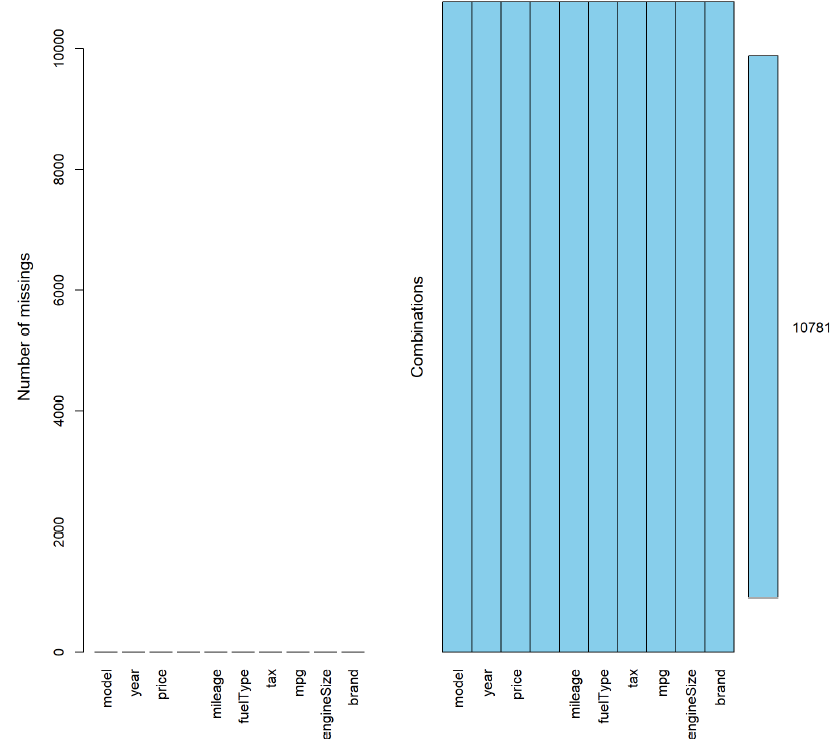 Number of missings
10000
8000
6000
4000
2000
0
model
year
price
mileage
fuelType
tax
mpg
engineSize
brand
Combinations
model
year
price
mileage
fuelType
tax
mpg
engineSize
brand
10781